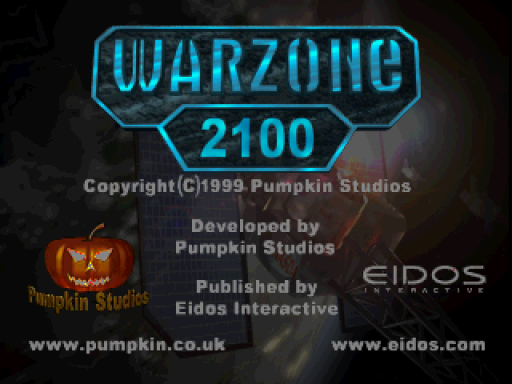 WARZONE
2100
Copyright(C)1999 Pumpkin Studios
Developed by
Pumpkin Studios
Pumpkin Studios
EIDOS
INTERACTIVE
Published by
Eidos Interactive
www.pumpkin.co.uk
www.eidos.com